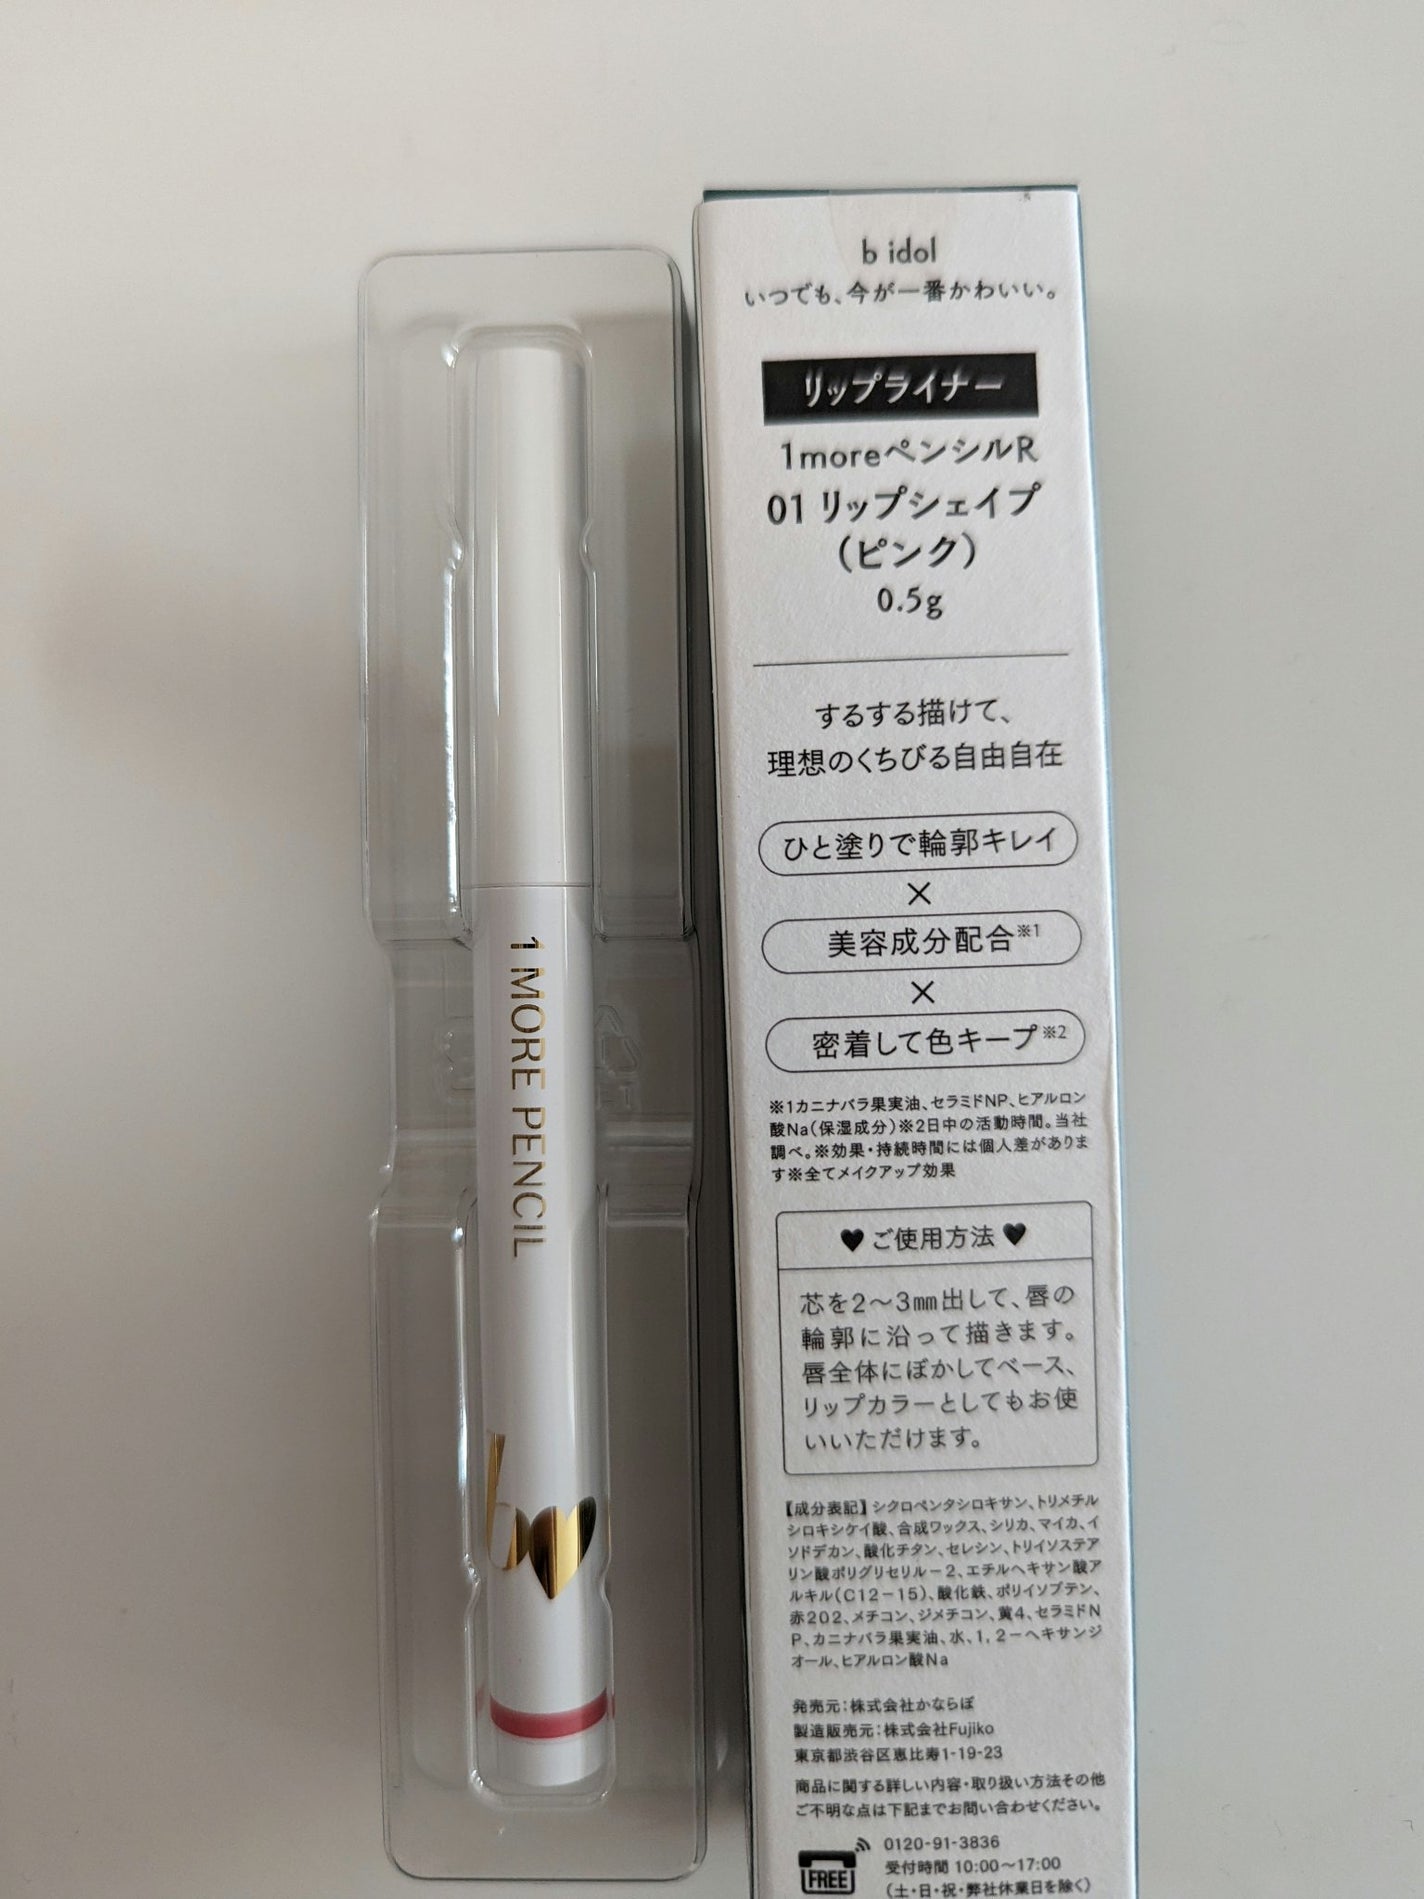 1 MORE PENCIL
b
b idol
いつでも、今が一番かわいい。
リップライナー
1moreペンシルR
01 リップシェイプ
（ピンク）
0.5g
するする描けて、
理想のくちびる自由自在
ひと塗りで輪郭キレイ
×
美容成分配合※1
×
密着して色キープ※2
※1カニナバラ果実油、セラミドNP、ヒアルロン
酸Na（保湿成分）※2日中の活動時間。当社
調べ。※効果・持続時間には個人差がありま
す※全てメイクアップ効果
♥ご使用方法♥
芯を2〜3㎜出して、唇の
輪郭に沿って描きます。
唇全体にぼかしてベース、
リップカラーとしてもお使
いいただけます。
【成分表記】シクロペンタシロキサン、トリメチル
シロキシケイ酸、合成ワックス、シリカ、マイカ、イ
ソドデカン、酸化チタン、セレシン、トリイソステア
リン酸ポリグリセリル－2、エチルヘキサン酸ア
ルキル（C12－15）、酸化鉄、ポリイソブテン、
赤202、メチコン、ジメチコン、黄4、セラミドN
P、カニナバラ果実油、水、1，2－ヘキサンジ
オール、ヒアルロン酸Na
発売元：株式会社かならぼ
製造販売元：株式会社Fujiko
東京都渋谷区恵比寿1-19-23
商品に関する詳しい内容・取り扱い方法その他
ご不明な点は下記までお問い合わせください。
0120-91-3836
FREE
受付時間 10:00〜17:00
（土・日・祝・弊社休業日を除く）